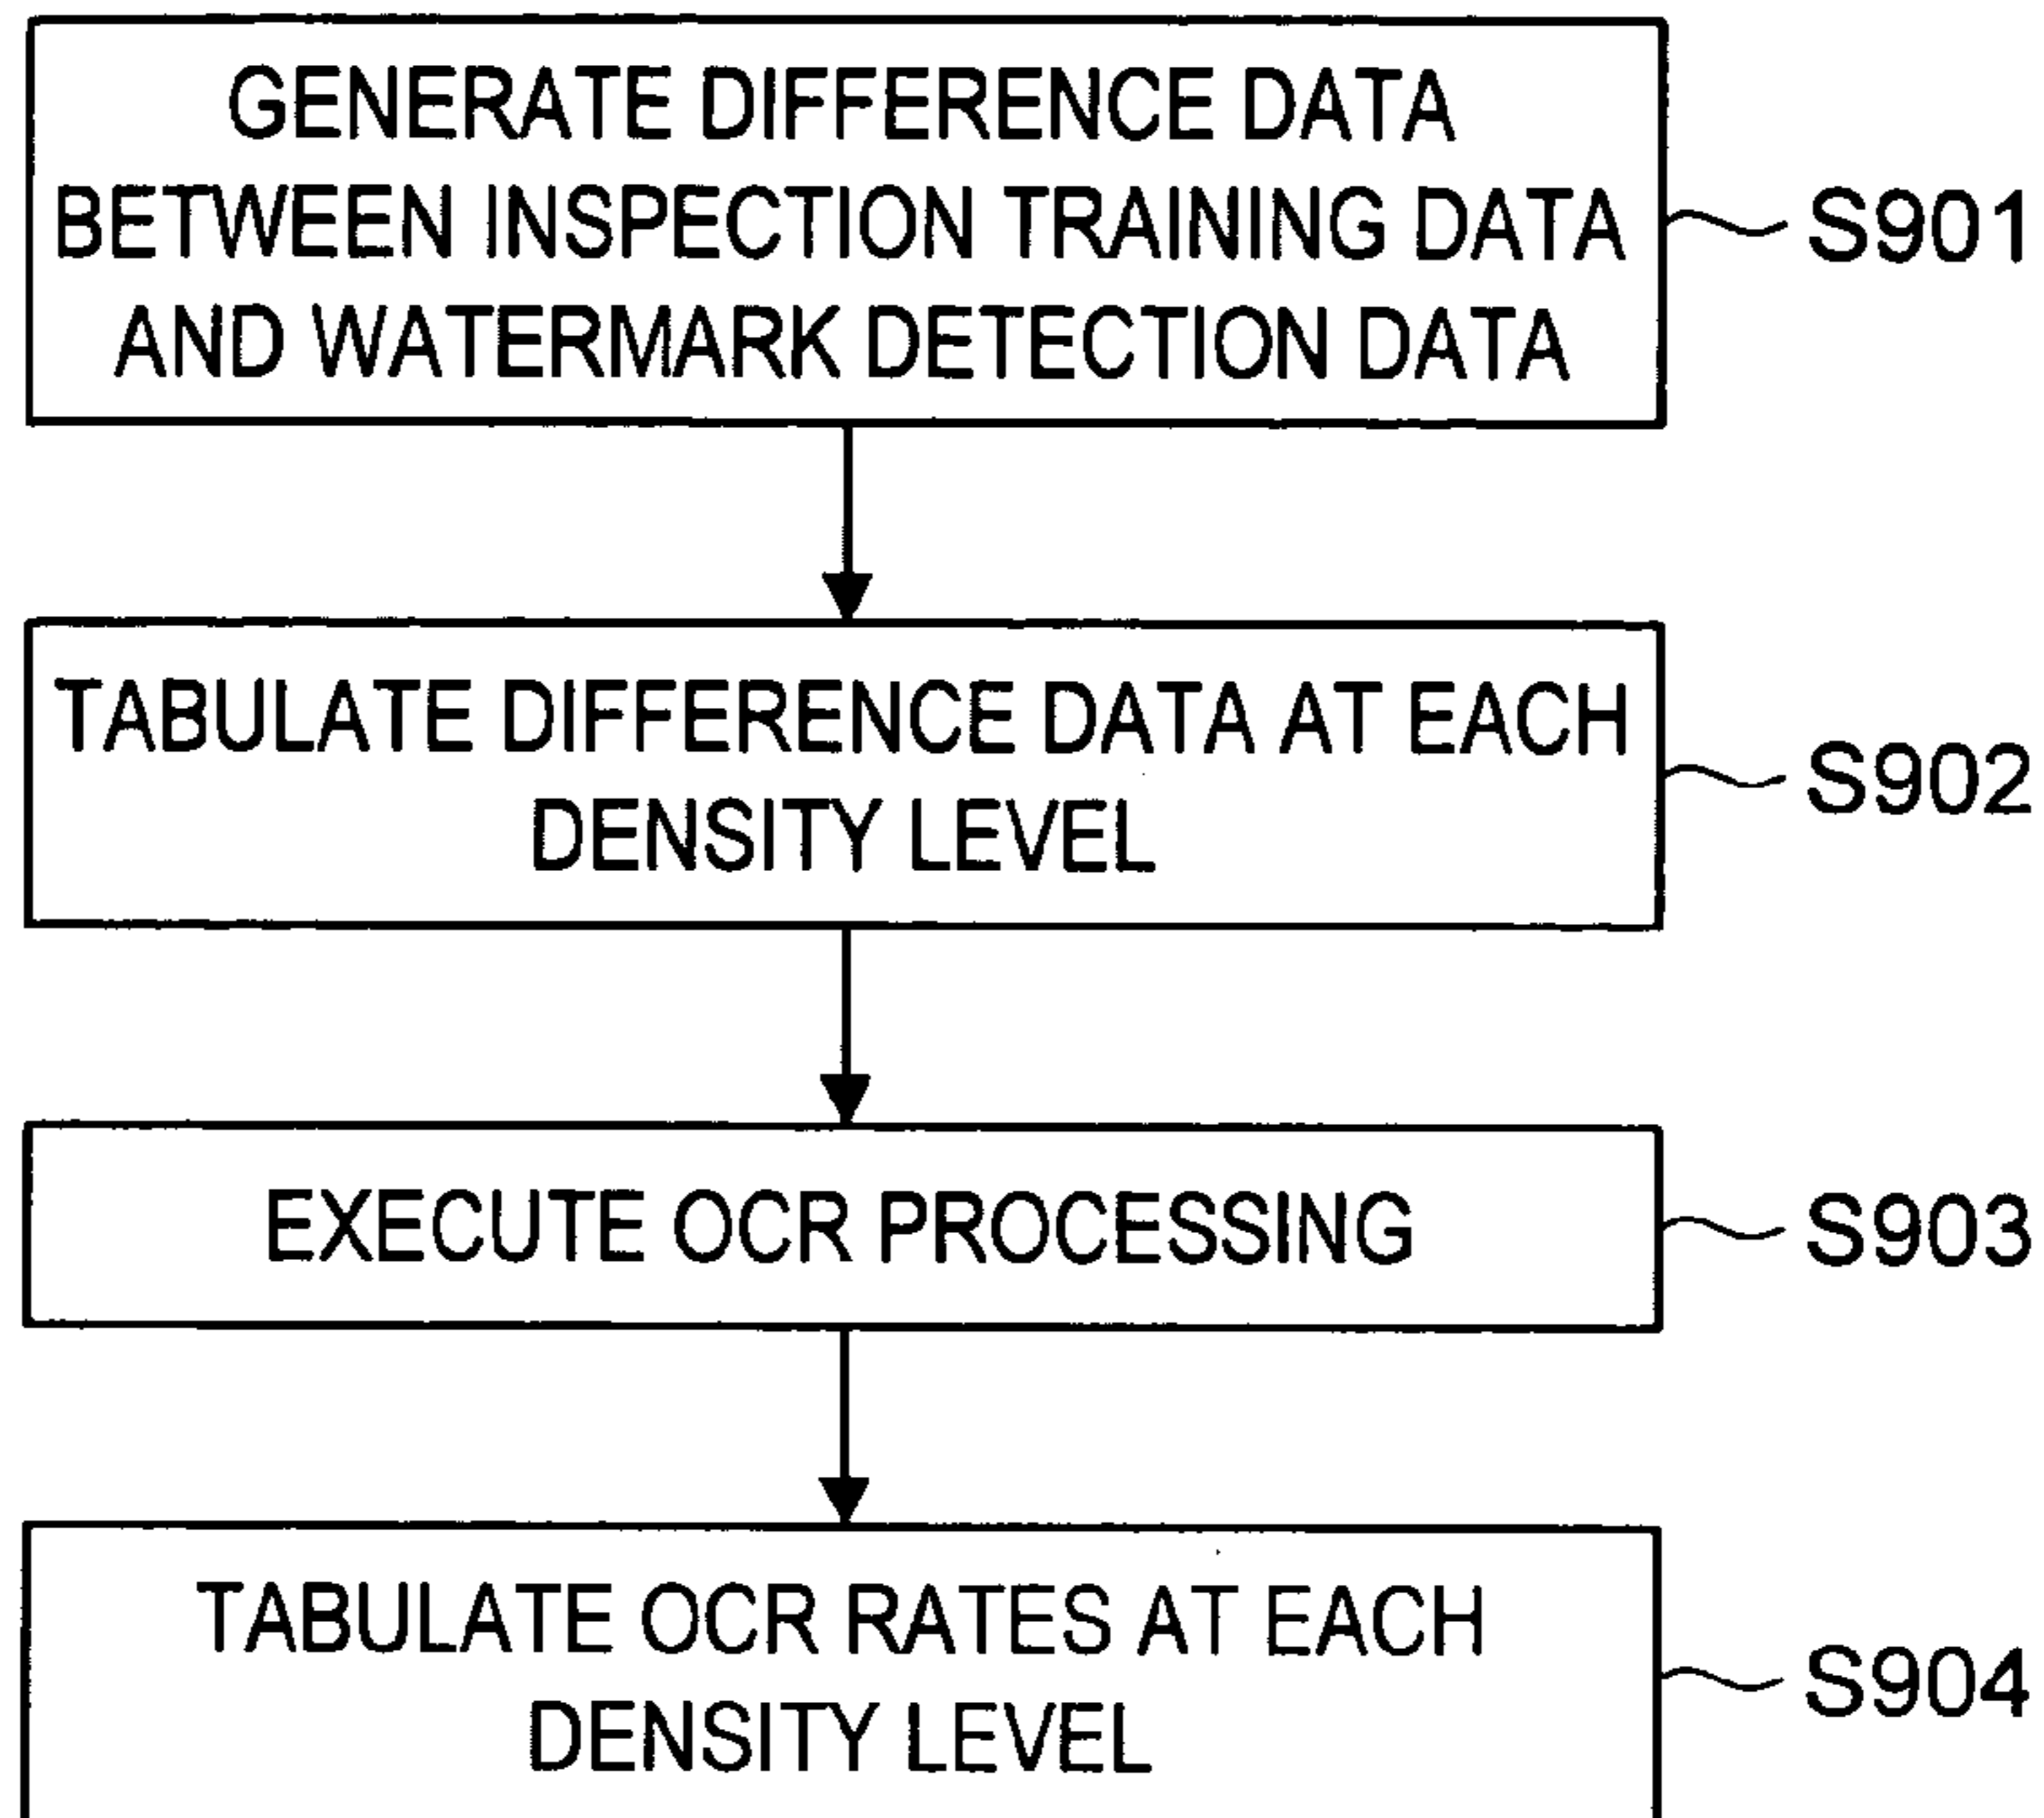 GENERATE DIFFERENCE DATA
BETWEEN INSPECTION TRAINING DATA
AND WATERMARK DETECTION DATA
S901
TABULATE DIFFERENCE DATA AT EACH
DENSITY LEVEL
S902
EXECUTE OCR PROCESSING
S903
TABULATE OCR RATES AT EACH
DENSITY LEVEL
S904